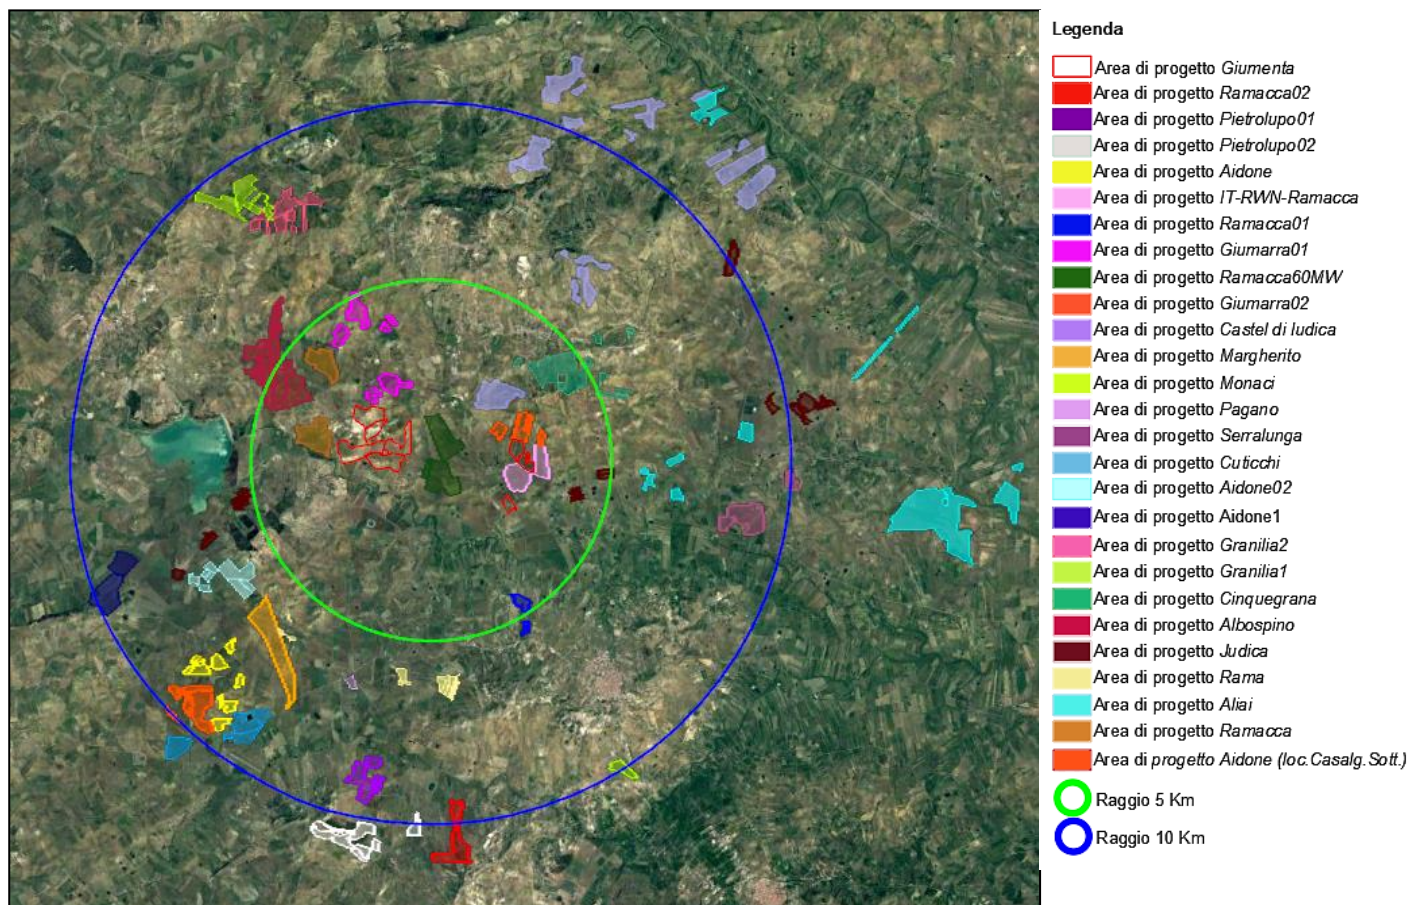 Legenda
Area di progetto Giumenta
Area di progetto Ramacca02
Area di progetto Pietrolupo01
Area di progetto Pietrolupo02
Area di progetto Aidone
Area di progetto IT-RWN-Ramacca
Area di progetto Ramacca01
Area di progetto Giumarra01
Area di progetto Ramacca60MW
Area di progetto Giumarra02
Area di progetto Castel di Iudica
Area di progetto Margherito
Area di progetto Monaci
Area di progetto Pagano
Area di progetto Serralunga
Area di progetto Cuticchi
Area di progetto Aidone02
Area di progetto Aidone1
Area di progetto Granilia2
Area di progetto Granilia1
Area di progetto Cinquegrana
Area di progetto Albospino
Area di progetto Judica
Area di progetto Rama
Area di progetto Aliai
Area di progetto Ramacca
Area di progetto Aidone (loc.Casalg.Sott.)
Raggio 5 Km
Raggio 10 Km